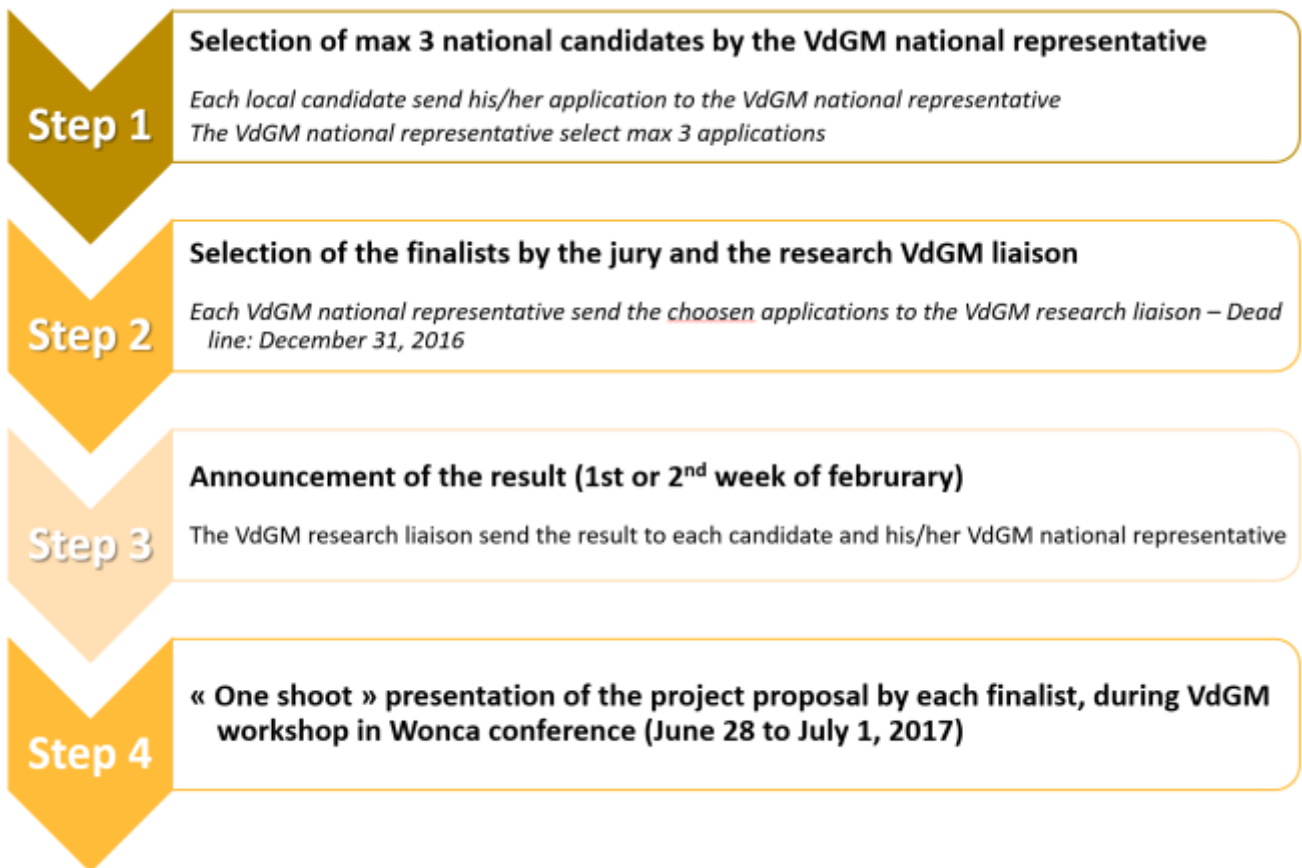 Step 1
Selection of max 3 national candidates by the VdGM national representative
Each local candidate send his/her application to the VdGM national representative
The VdGM national representative select max 3 applications
Step 2
Selection of the finalists by the jury and the research VdGM liaison
Each VdGM national representative send the choosen applications to the VdGM research liaison – Dead
line: December 31, 2016
Step 3
Announcement of the result (1st or 2nd week of februrary)
The VdGM research liaison send the result to each candidate and his/her VdGM national representative
Step 4
« One shoot » presentation of the project proposal by each finalist, during VdGM
workshop in Wonca conference (June 28 to July 1, 2017)